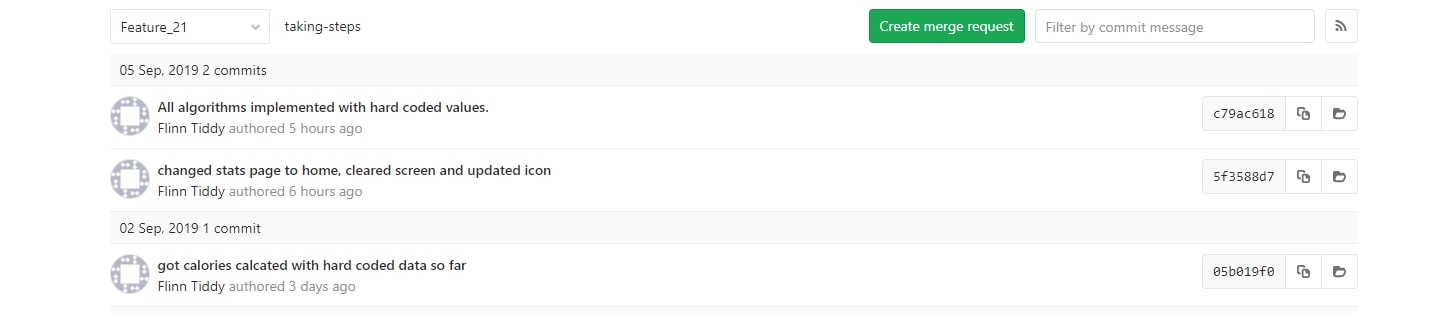 Feature_21 taking-steps Create merge request Filter by commit message
05 Sep, 2019 2 commits
All algorithms implemented with hard coded values.
Flinn Tiddy authored 5 hours ago
c79ac618
changed stats page to home, cleared screen and updated icon
Flinn Tiddy authored 6 hours ago
5f3588d7
02 Sep, 2019 1 commit
got calories calcated with hard coded data so far
Flinn Tiddy authored 3 days ago
05b019f0